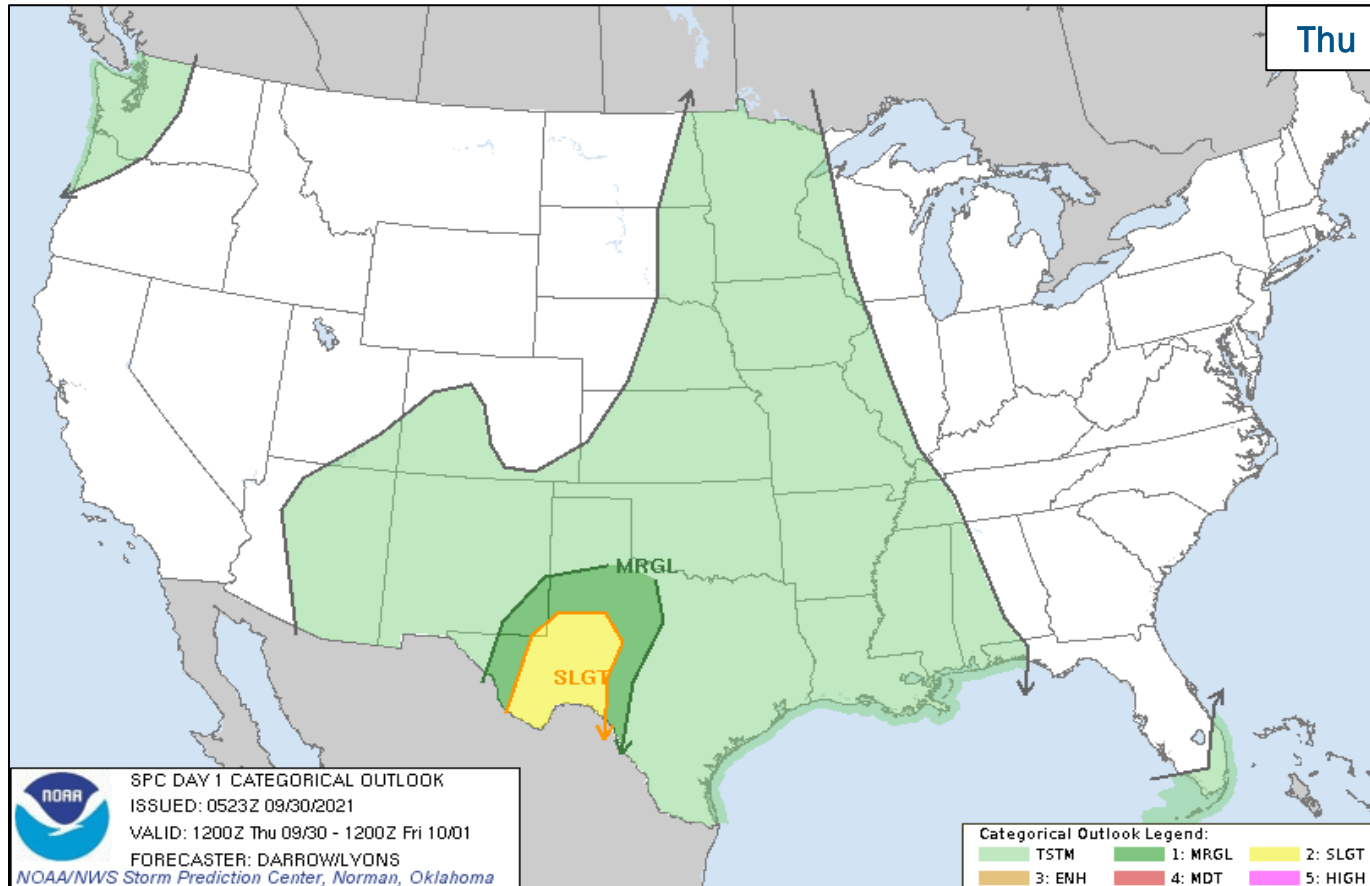 Thu
MRGL
SLGT
NOAA
SPC DAY 1 CATEGORICAL OUTLOOK
ISSUED: 0523Z 09/30/2021
VALID: 1200Z Thu 09/30 - 1200Z Fri 10/01
FORECASTER: DARROW/LYONS
NOAA/NWS Storm Prediction Center, Norman, Oklahoma
Categorical Outlook Legend:
TSTM 1: MRGL 2: SLGT
3: ENH 4: MDT 5: HIGH